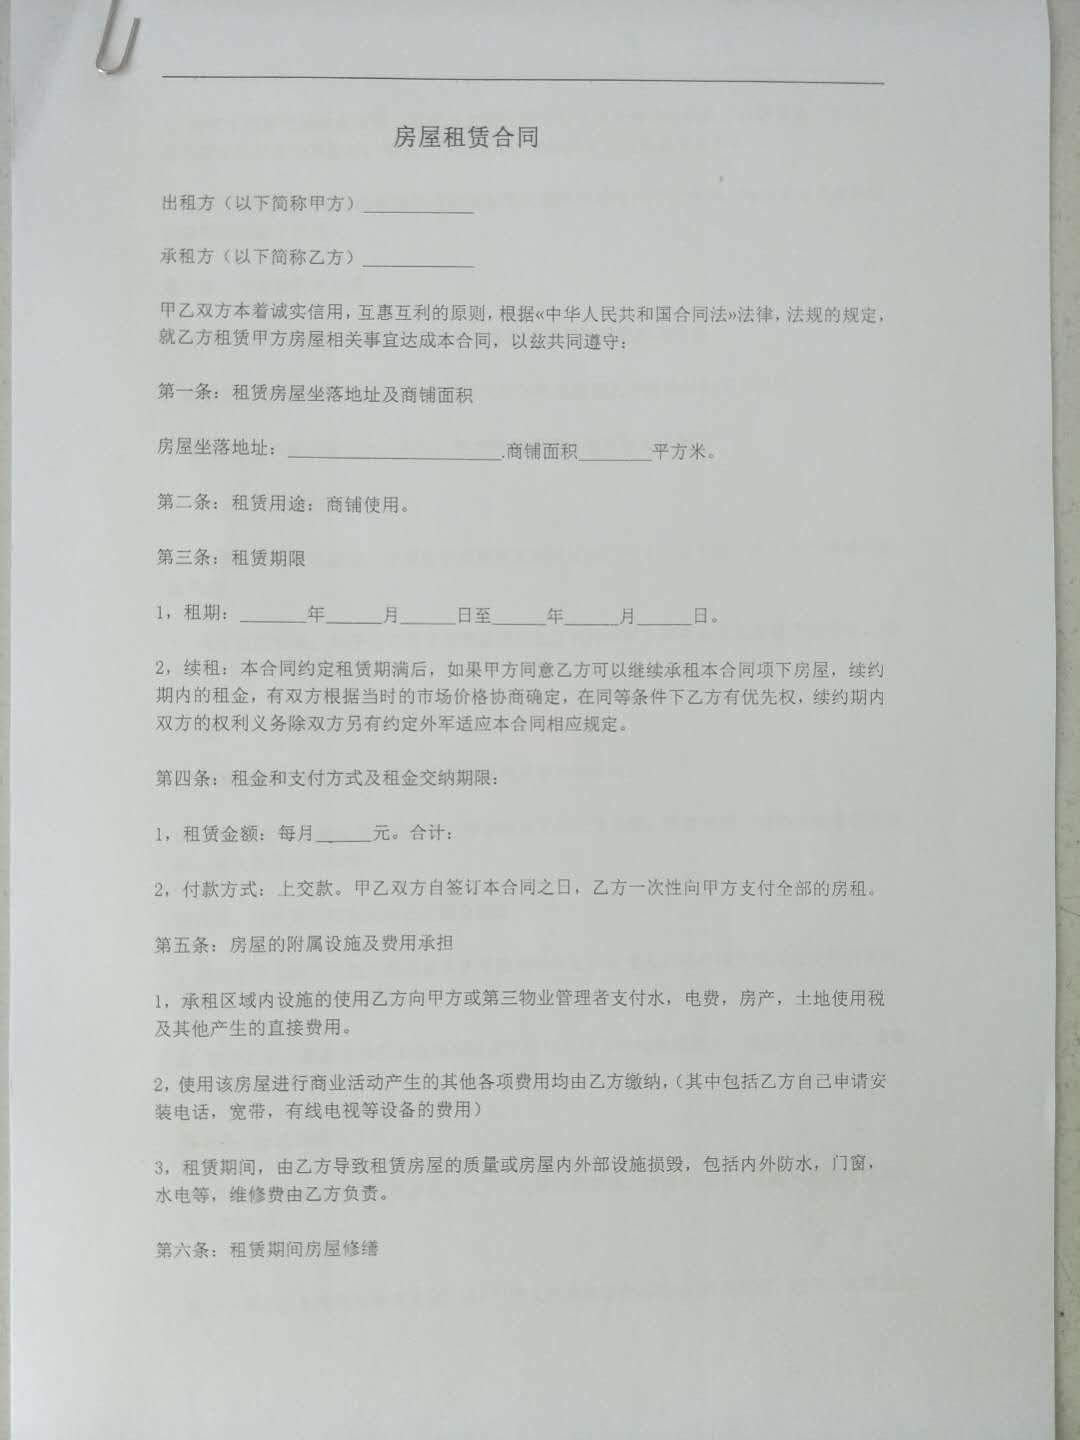 房屋租赁合同
出租方（以下简称甲方）____________
承租方（以下简称乙方）____________
甲乙双方本着诚实信用，互惠互利的原则，根据«中华人民共和国合同法»法律，法规的规定，
就乙方租赁甲方房屋相关事宜达成本合同，以兹共同遵守：
第一条：租赁房屋坐落地址及商铺面积
房屋坐落地址：_______________________.商铺面积________平方米。
第二条：租赁用途：商铺使用。
第三条：租赁期限
1，租期：_______年______月______日至______年______月______日。
2，续租：本合同约定租赁期满后，如果甲方同意乙方可以继续承租本合同项下房屋，续约
期内的租金，有双方根据当时的市场价格协商确定，在同等条件下乙方有优先权，续约期内
双方的权利义务除双方另有约定外军适应本合同相应规定。
第四条：租金和支付方式及租金交纳期限：
1，租赁金额：每月______元。合计：
2，付款方式：上交款。甲乙双方自签订本合同之日，乙方一次性向甲方支付全部的房租。
第五条：房屋的附属设施及费用承担
1，承租区域内设施的使用乙方向甲方或第三物业管理者支付水，电费，房产，土地使用税
及其他产生的直接费用。
2，使用该房屋进行商业活动产生的其他各项费用均由乙方缴纳，（其中包括乙方自己申请安
装电话，宽带，有线电视等设备的费用）
3，租赁期间，由乙方导致租赁房屋的质量或房屋内外部设施损毁，包括内外防水，门窗，
水电等，维修费由乙方负责。
第六条：租赁期间房屋修缮